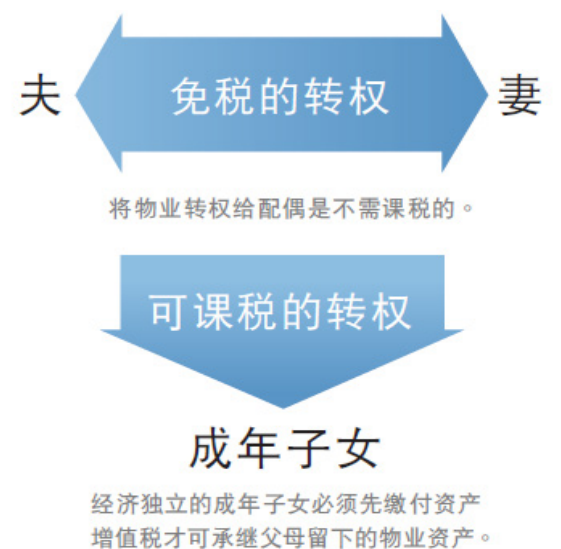 夫 免税的转权 妻
将物业转权给配偶是不需课税的。
可课税的转权
成年子女
经济独立的成年子女必须先缴付资产
增值税才可承继父母留下的物业资产。